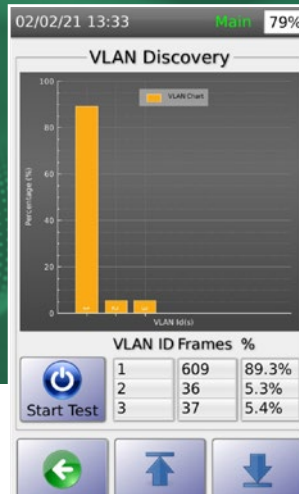 02/02/21 13:33 Main 79%
VLAN Discovery
100
VLAN Chart
80
60
40
20
0
Percentage (%)
VLAN Id(s)
VLAN ID Frames %
1 609 89.3%
2 36 5.3%
3 37 5.4%
Start Test